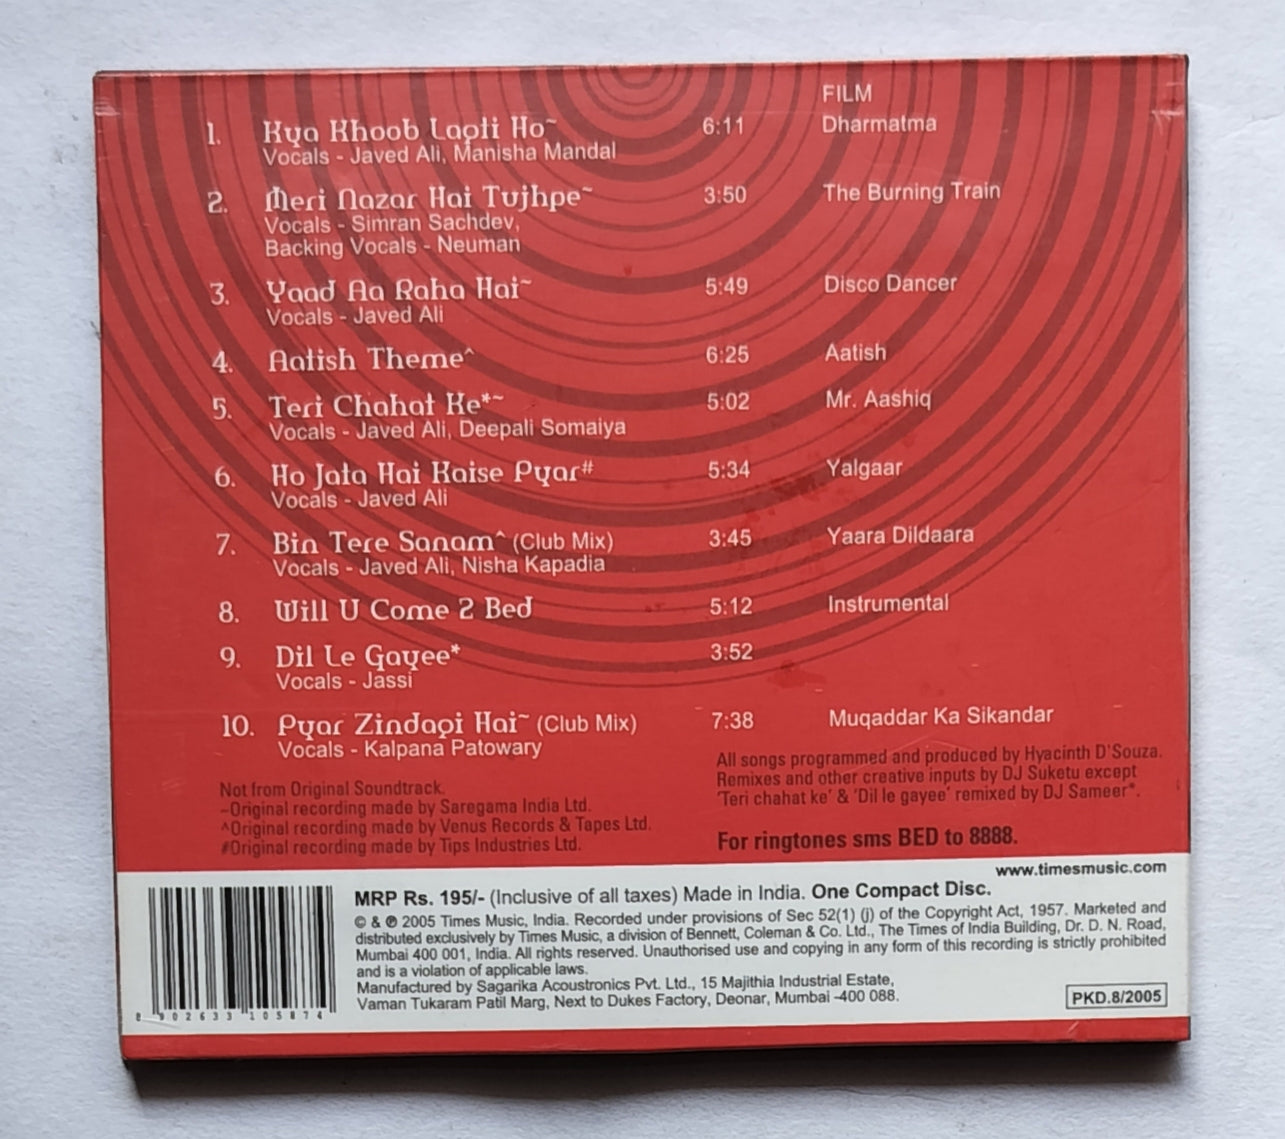 FILM
1. Kya Khoob Lagti Ho~ 6:11 Dharmatma
Vocals - Javed Ali, Manisha Mandal
2. Meri Nazar Hai Tujhpe~ 3:50 The Burning Train
Vocals - Simran Sachdev,
Backing Vocals - Neuman
3. Yaad Aa Raha Hai~ 5:49 Disco Dancer
Vocals - Javed Ali
4. Aatish Theme^ 6:25 Aatish
5. Teri Chahat Ke*~ 5:02 Mr. Aashiq
Vocals - Javed Ali, Deepali Somaiya
6. Ho Jata Hai Kaise Pyar# 5:34 Yalgaar
Vocals - Javed Ali
7. Bin Tere Sanam^ (Club Mix) 3:45 Yaara Dildaara
Vocals - Javed Ali, Nisha Kapadia
8. Will U Come 2 Bed 5:12 Instrumental
9. Dil Le Gayee* 3:52
Vocals - Jassi
10. Pyar Zindagi Hai~ (Club Mix) 7:38 Muqaddar Ka Sikandar
Vocals - Kalpana Patowary
Not from Original Soundtrack.
~Original recording made by Saregama India Ltd.
^Original recording made by Venus Records & Tapes Ltd.
#Original recording made by Tips Industries Ltd.
All songs programmed and produced by Hyacinth D'Souza.
Remixes and other creative inputs by DJ Suketu except
'Teri chahat ke' & 'Dil le gayee' remixed by DJ Sameer*.
For ringtones sms BED to 8888.
www.timesmusic.com
MRP Rs. 195/- (Inclusive of all taxes) Made in India. One Compact Disc.
© & ℗ 2005 Times Music, India. Recorded under provisions of Sec 52(1) (j) of the Copyright Act, 1957. Marketed and
distributed exclusively by Times Music, a division of Bennett, Coleman & Co. Ltd., The Times of India Building, Dr. D. N. Road,
Mumbai 400 001, India. All rights reserved. Unauthorised use and copying in any form of this recording is strictly prohibited
and is a violation of applicable laws.
Manufactured by Sagarika Acoustronics Pvt. Ltd., 15 Majithia Industrial Estate,
Vaman Tukaram Patil Marg, Next to Dukes Factory, Deonar, Mumbai -400 088.
PKD.8/2005
8 902633 105874